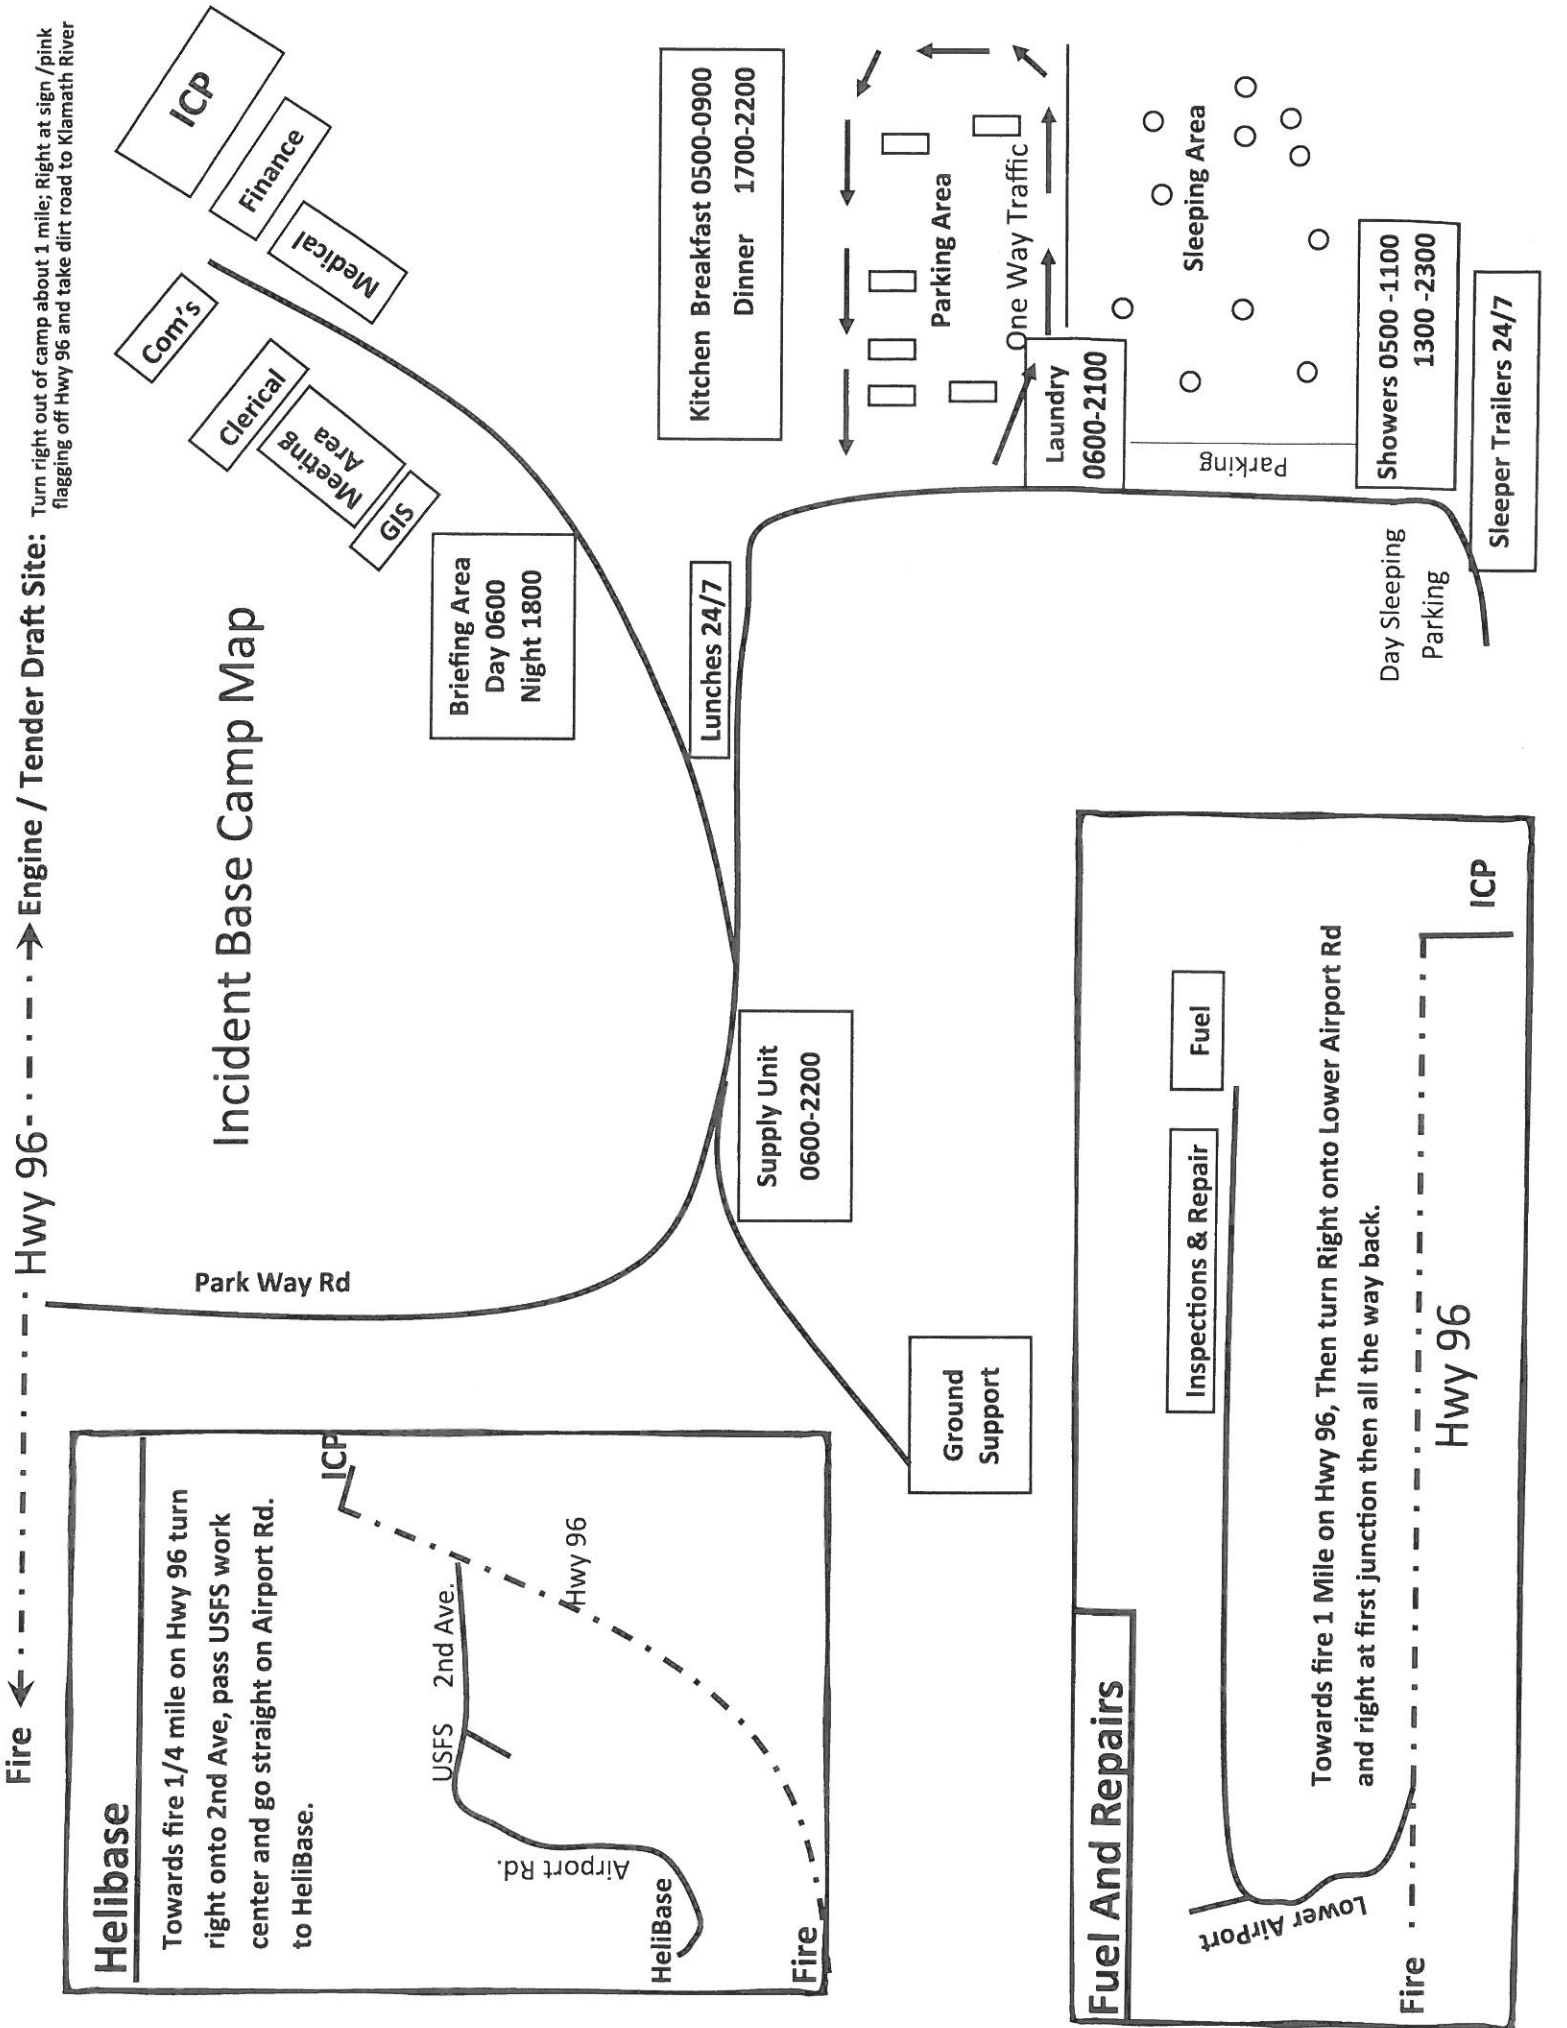 Fire
Hwy 96
Engine / Tender Draft Site:
Turn right out of camp about 1 mile; Right at sign /pink
flagging off Hwy 96 and take dirt road to Klamath River
Incident Base Camp Map
Park Way Rd
ICP
Finance
Medical
Com's
Clerical
Meeting
Area
GIS
Briefing Area
Day 0600
Night 1800
Lunches 24/7
Supply Unit
0600-2200
Ground
Support
Kitchen Breakfast 0500-0900
Dinner 1700-2200
Parking Area
One Way Traffic
Laundry
0600-2100
Parking
Sleeping Area
Showers 0500 -1100
1300 -2300
Sleeper Trailers 24/7
Day Sleeping
Parking
Helibase
Towards fire 1/4 mile on Hwy 96 turn
right onto 2nd Ave, pass USFS work
center and go straight on Airport Rd.
to HeliBase.
ICP
USFS 2nd Ave.
Hwy 96
Airport Rd.
HeliBase
Fire
Fuel And Repairs
Inspections & Repair
Fuel
Lower AirPort
Towards fire 1 Mile on Hwy 96, Then turn Right onto Lower Airport Rd
and right at first junction then all the way back.
Fire
ICP
Hwy 96